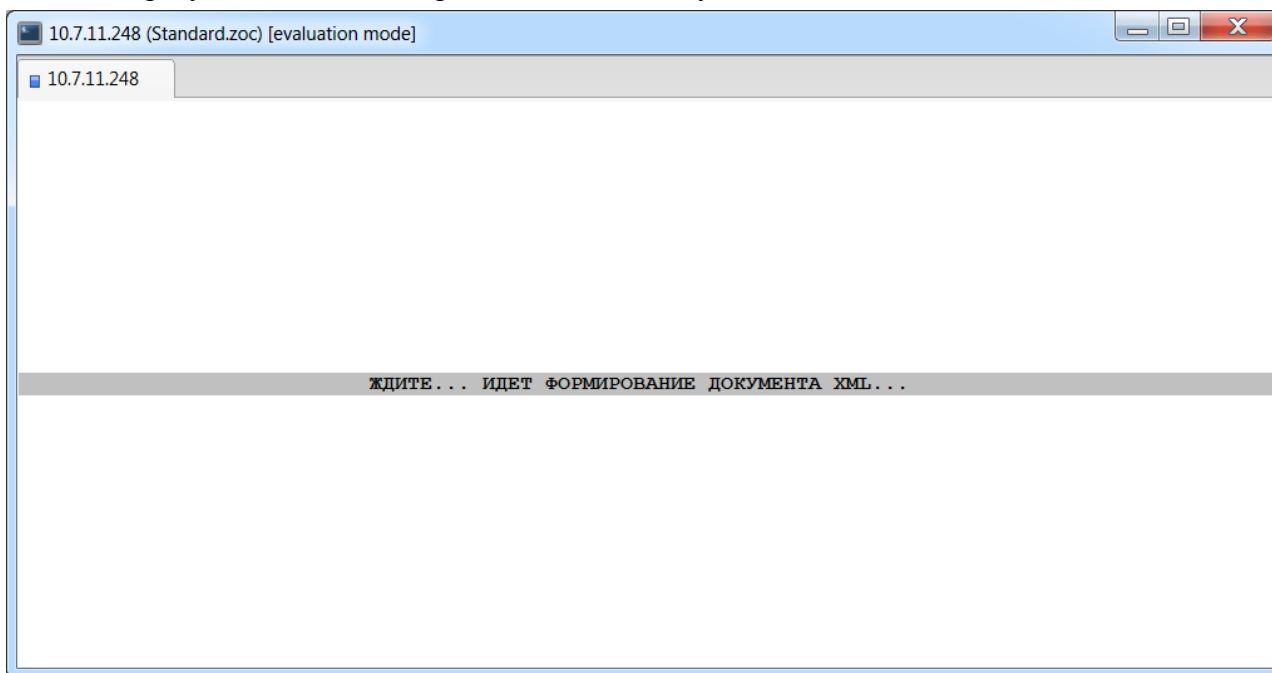 10.7.11.248 (Standard.zoc) [evaluation mode]
10.7.11.248
ЖДИТЕ... ИДЕТ ФОРМИРОВАНИЕ ДОКУМЕНТА XML...